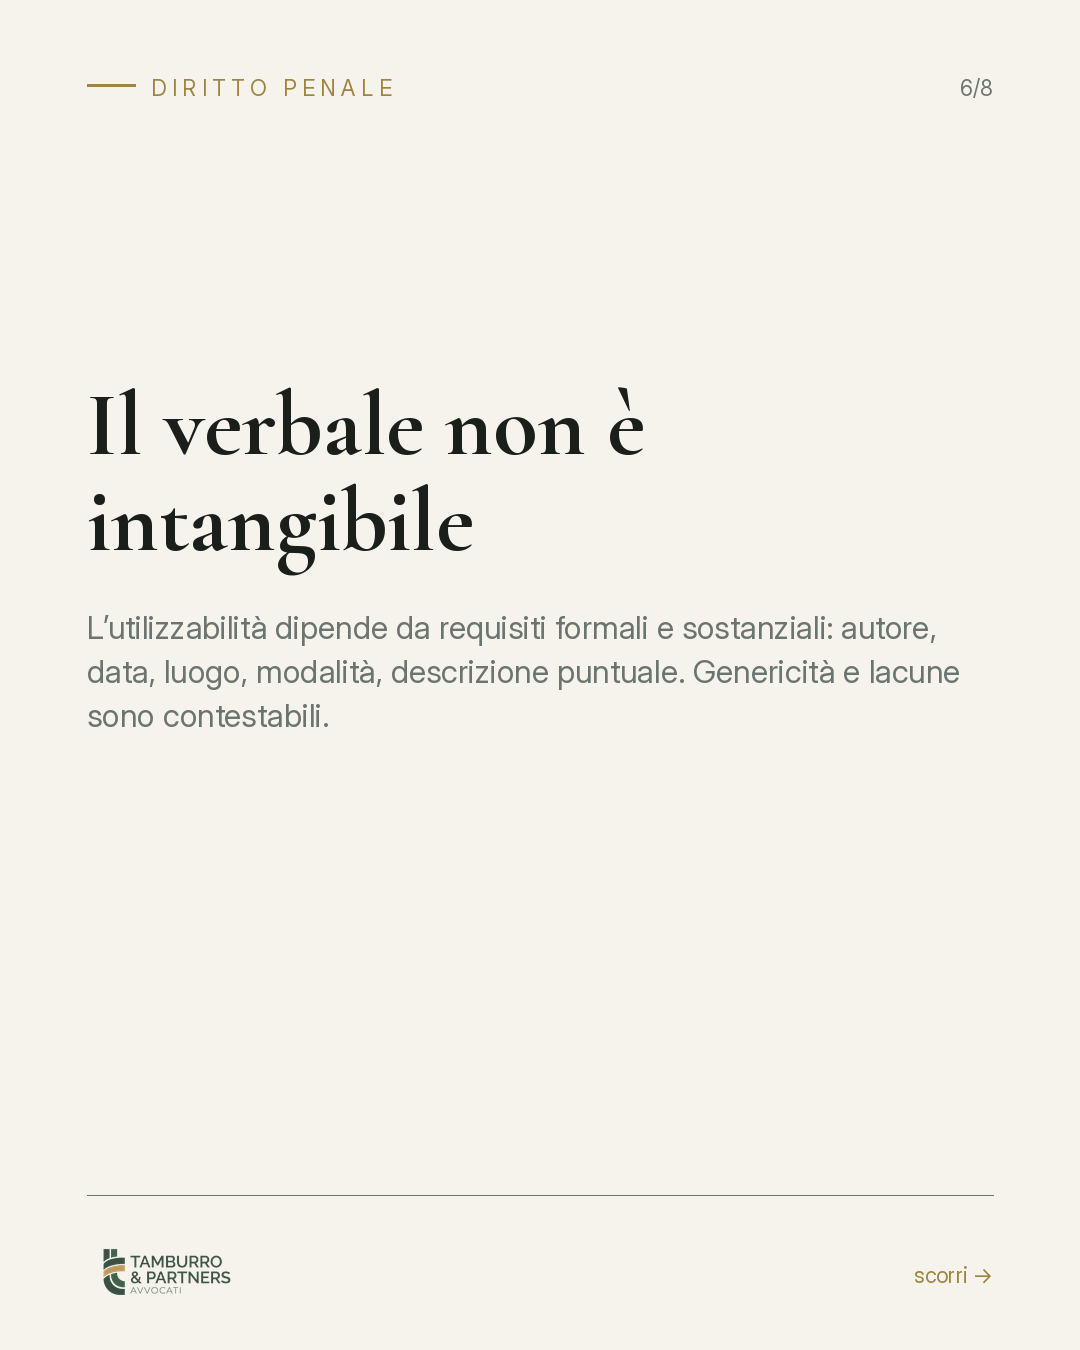 DIRITTO PENALE
6/8
Il verbale non è
intangibile
L’utilizzabilità dipende da requisiti formali e sostanziali: autore,
data, luogo, modalità, descrizione puntuale. Genericità e lacune
sono contestabili.
TAMBURRO
& PARTNERS
AVVOCATI
scorri →